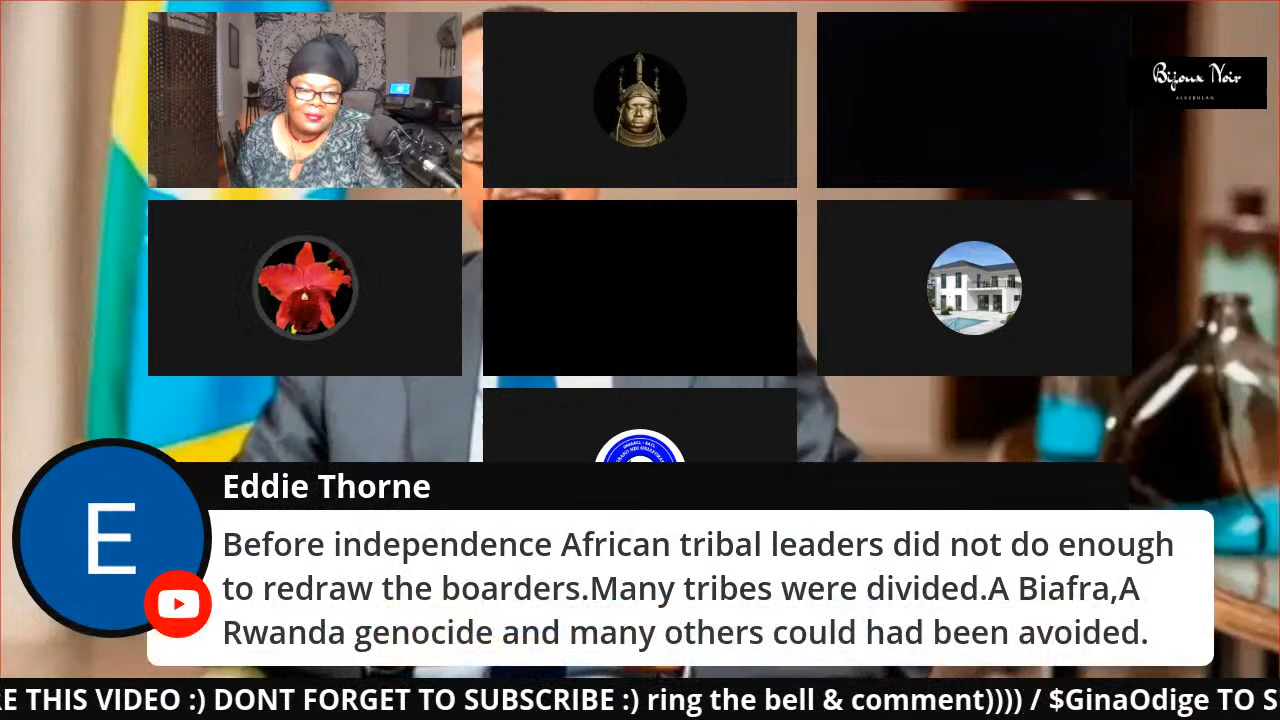 Bijoux Noir
ALKEBULAN
E
Eddie Thorne
Before independence African tribal leaders did not do enough
to redraw the boarders.Many tribes were divided.A Biafra,A
Rwanda genocide and many others could had been avoided.
RE THIS VIDEO :) DONT FORGET TO SUBSCRIBE :) ring the bell & comment)))) / $GinaOdige TO S